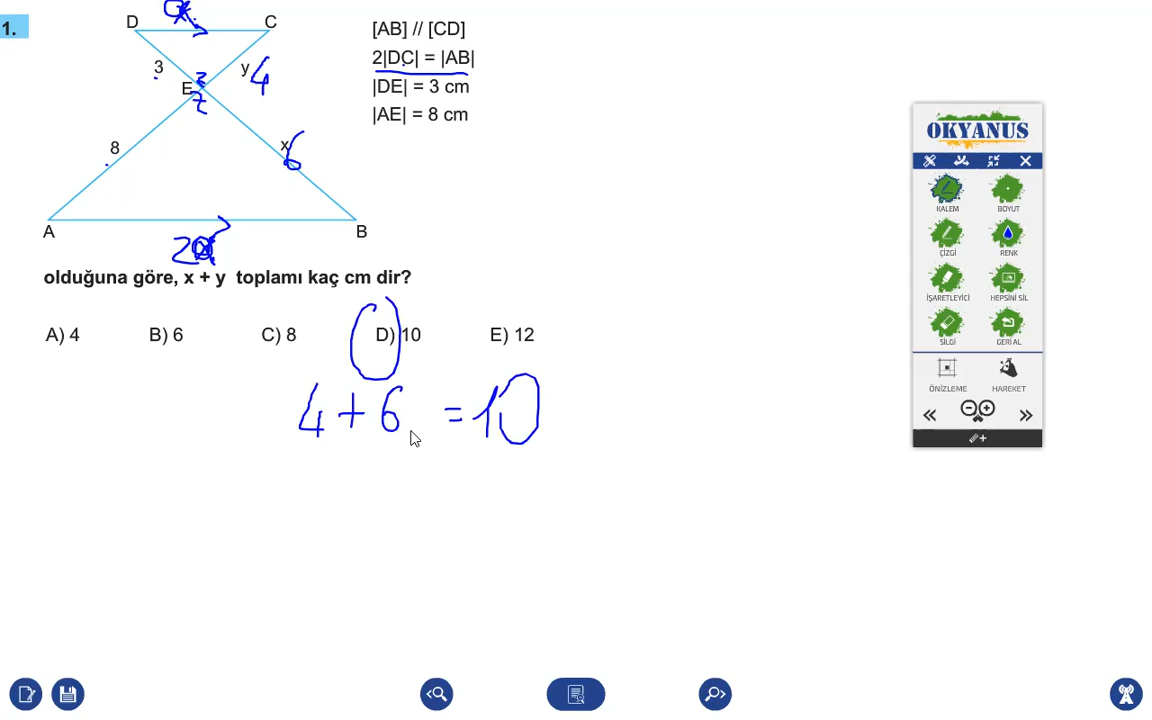 1.
D
C
[AB] // [CD]
2|DC| = |AB|
|DE| = 3 cm
|AE| = 8 cm
3
y 4
E
8
x 6
A
B
2a
olduğuna göre, x + y toplamı kaç cm dir?
A) 4 B) 6 C) 8 D) 10 E) 12
4 + 6 = 10
OKYANUS
KALEM BOYUT
ÇİZGİ RENK
İŞARETLEYİCİ HEPSİNİ SİL
SİLGİ GERİ AL
ÖNİZLEME HAREKET